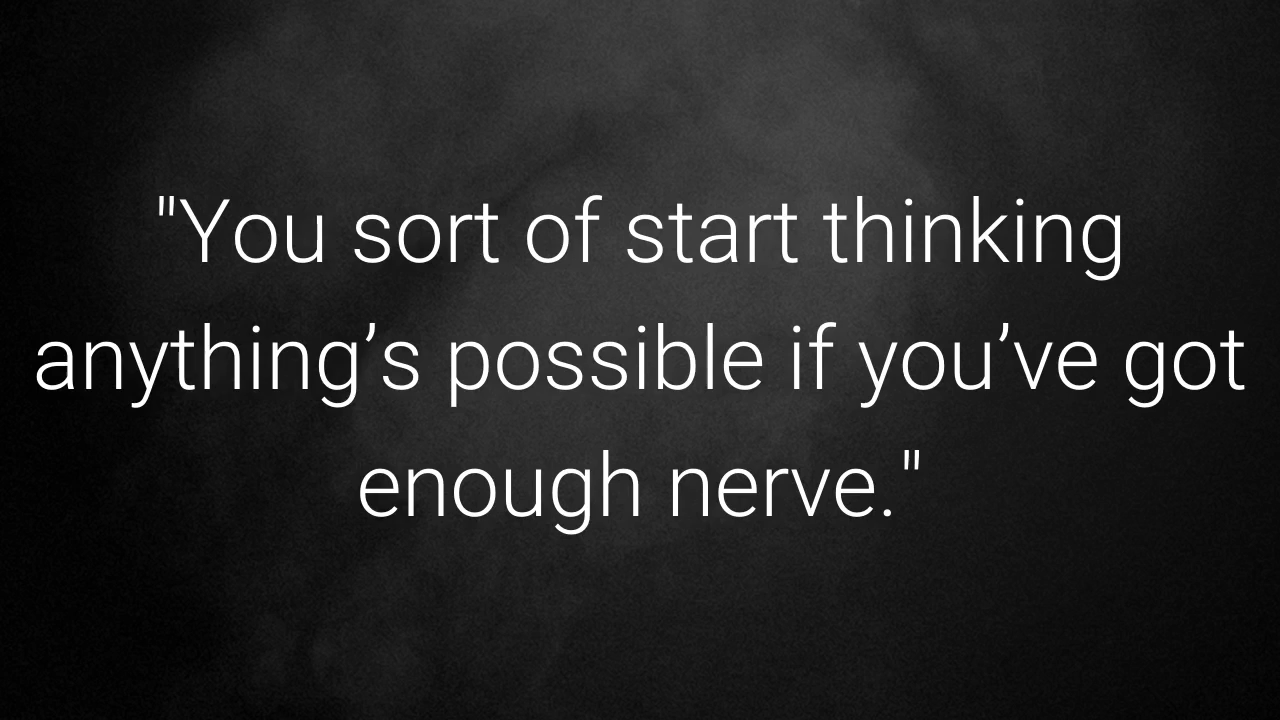 "You sort of start thinking
anything’s possible if you’ve got
enough nerve."